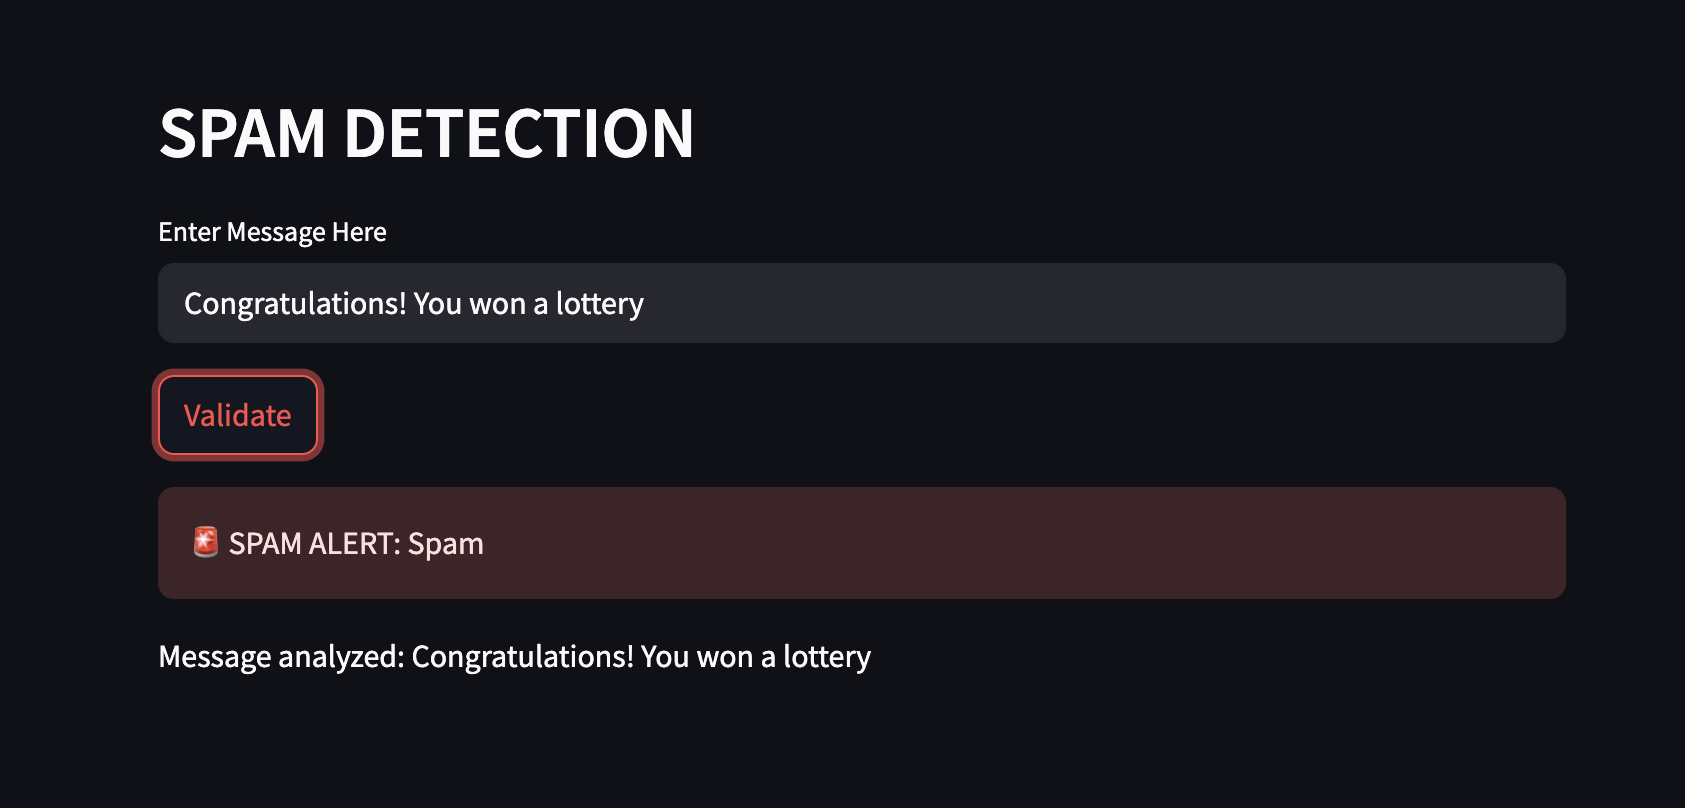 SPAM DETECTION
Enter Message Here
Congratulations! You won a lottery
Validate
🚨 SPAM ALERT: Spam
Message analyzed: Congratulations! You won a lottery